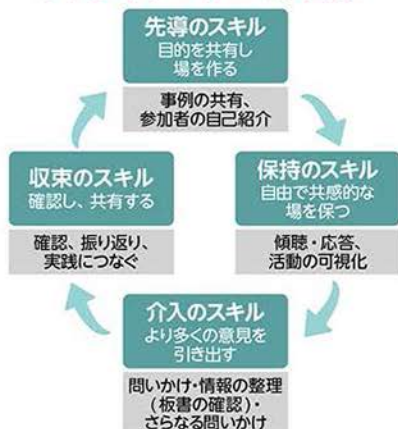 先導のスキル
目的を共有し
場を作る
事例の共有、
参加者の自己紹介
保持のスキル
自由で共感的な
場を保つ
傾聴・応答、
活動の可視化
介入のスキル
より多くの意見を
引き出す
問いかけ・情報の整理
(板書の確認)・
さらなる問いかけ
収束のスキル
確認し、共有する
確認、振り返り、
実践につなぐ